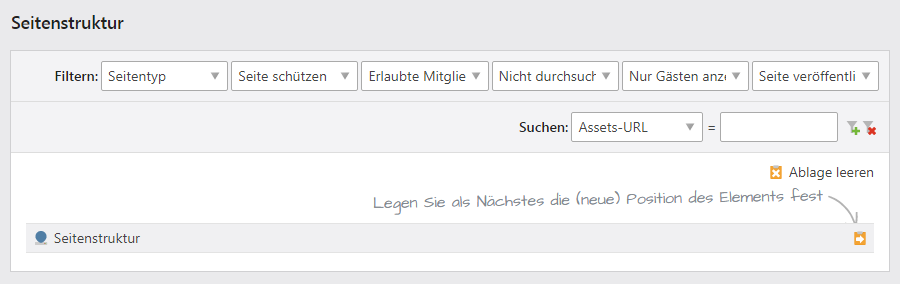 Seitenstruktur
Filtern: Seitentyp Seite schützen Erlaubte Mitglie Nicht durchsuch Nur Gästen anze Seite veröffentli
Suchen: Assets-URL =
Ablage leeren
Legen Sie als Nächstes die (neue) Position des Elements fest
Seitenstruktur